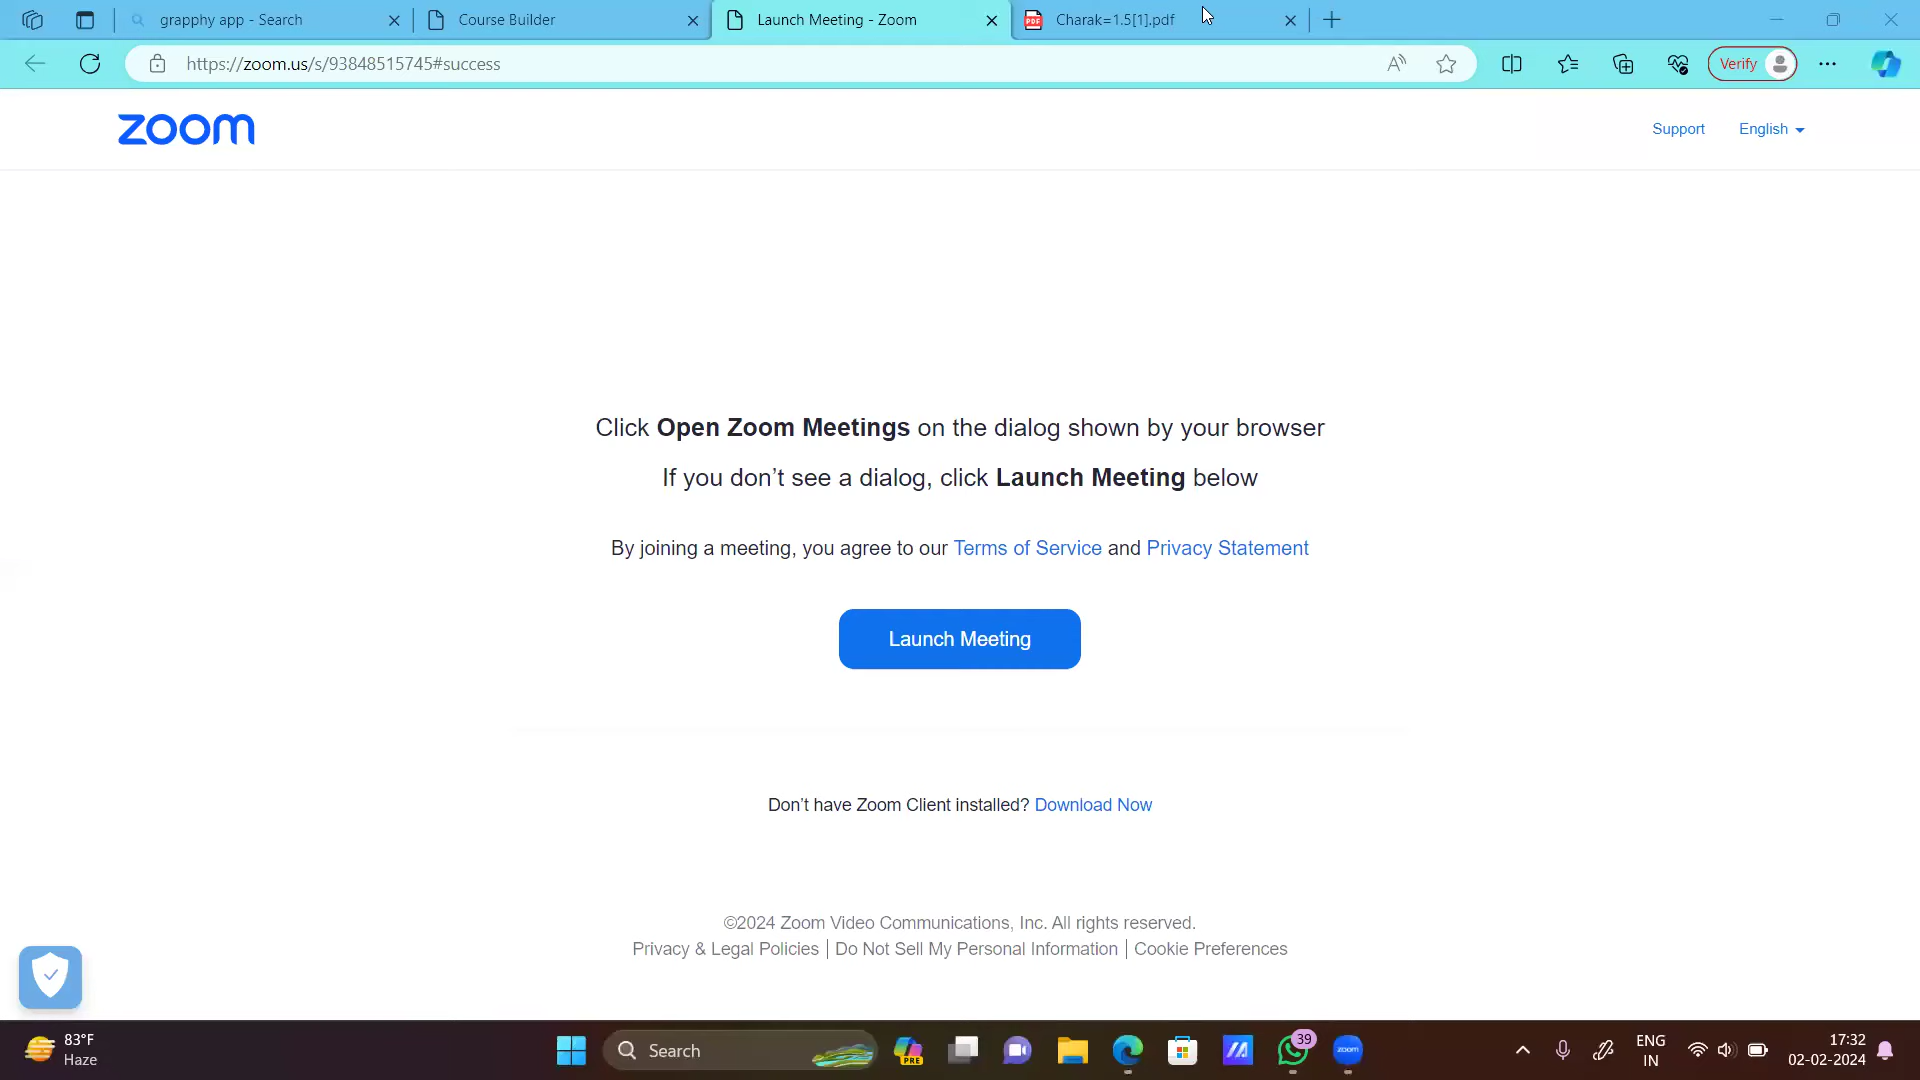 grapphy app - Search
Course Builder
Launch Meeting - Zoom
Charak=1.5[1].pdf
https://zoom.us/s/93848515745#success
Verify
zoom
Support
English
Click Open Zoom Meetings on the dialog shown by your browser
If you don’t see a dialog, click Launch Meeting below
By joining a meeting, you agree to our Terms of Service and Privacy Statement
Launch Meeting
Don’t have Zoom Client installed? Download Now
©2024 Zoom Video Communications, Inc. All rights reserved.
Privacy & Legal Policies | Do Not Sell My Personal Information | Cookie Preferences
83°F
Haze
Search
PRE
39
zoom
ENG
IN
17:32
02-02-2024